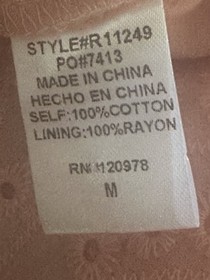 STYLE#R11249
PO#7413
MADE IN CHINA
HECHO EN CHINA
SELF:100%COTTON
LINING:100%RAYON
RN# 120978
M